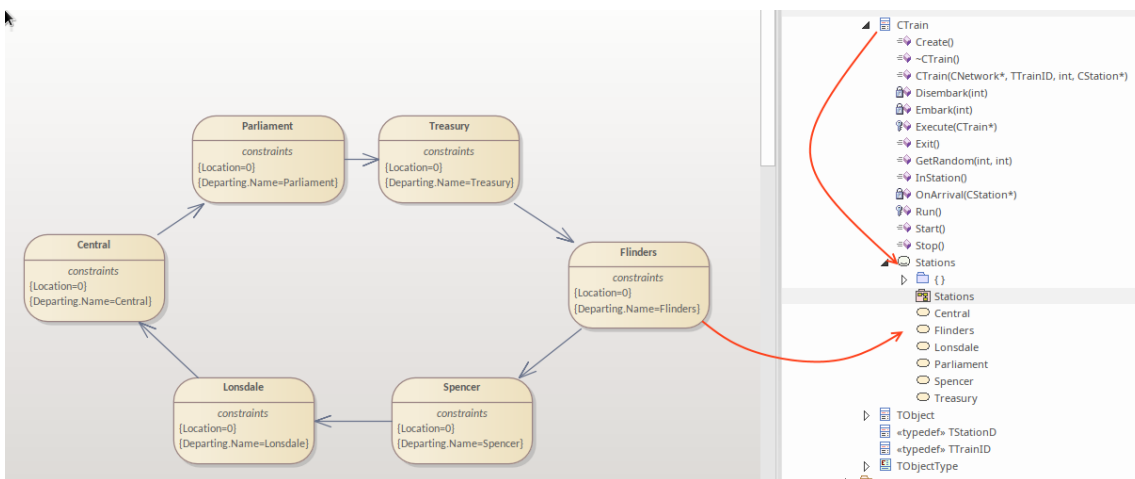 Parliament
constraints
{Location=0}
{Departing.Name=Parliament}
Treasury
constraints
{Location=0}
{Departing.Name=Treasury}
Central
constraints
{Location=0}
{Departing.Name=Central}
Flinders
constraints
{Location=0}
{Departing.Name=Flinders}
Lonsdale
constraints
{Location=0}
{Departing.Name=Lonsdale}
Spencer
constraints
{Location=0}
{Departing.Name=Spencer}
CTrain
Create()
~CTrain()
CTrain(CNetwork*, TTrainID, int, CStation*)
Disembark(int)
Embark(int)
Execute(CTrain*)
Exit()
GetRandom(int, int)
InStation()
OnArrival(CStation*)
Run()
Start()
Stop()
Stations
{ }
Stations
Central
Flinders
Lonsdale
Parliament
Spencer
Treasury
TObject
«typedef» TStationD
«typedef» TTrainID
TObjectType